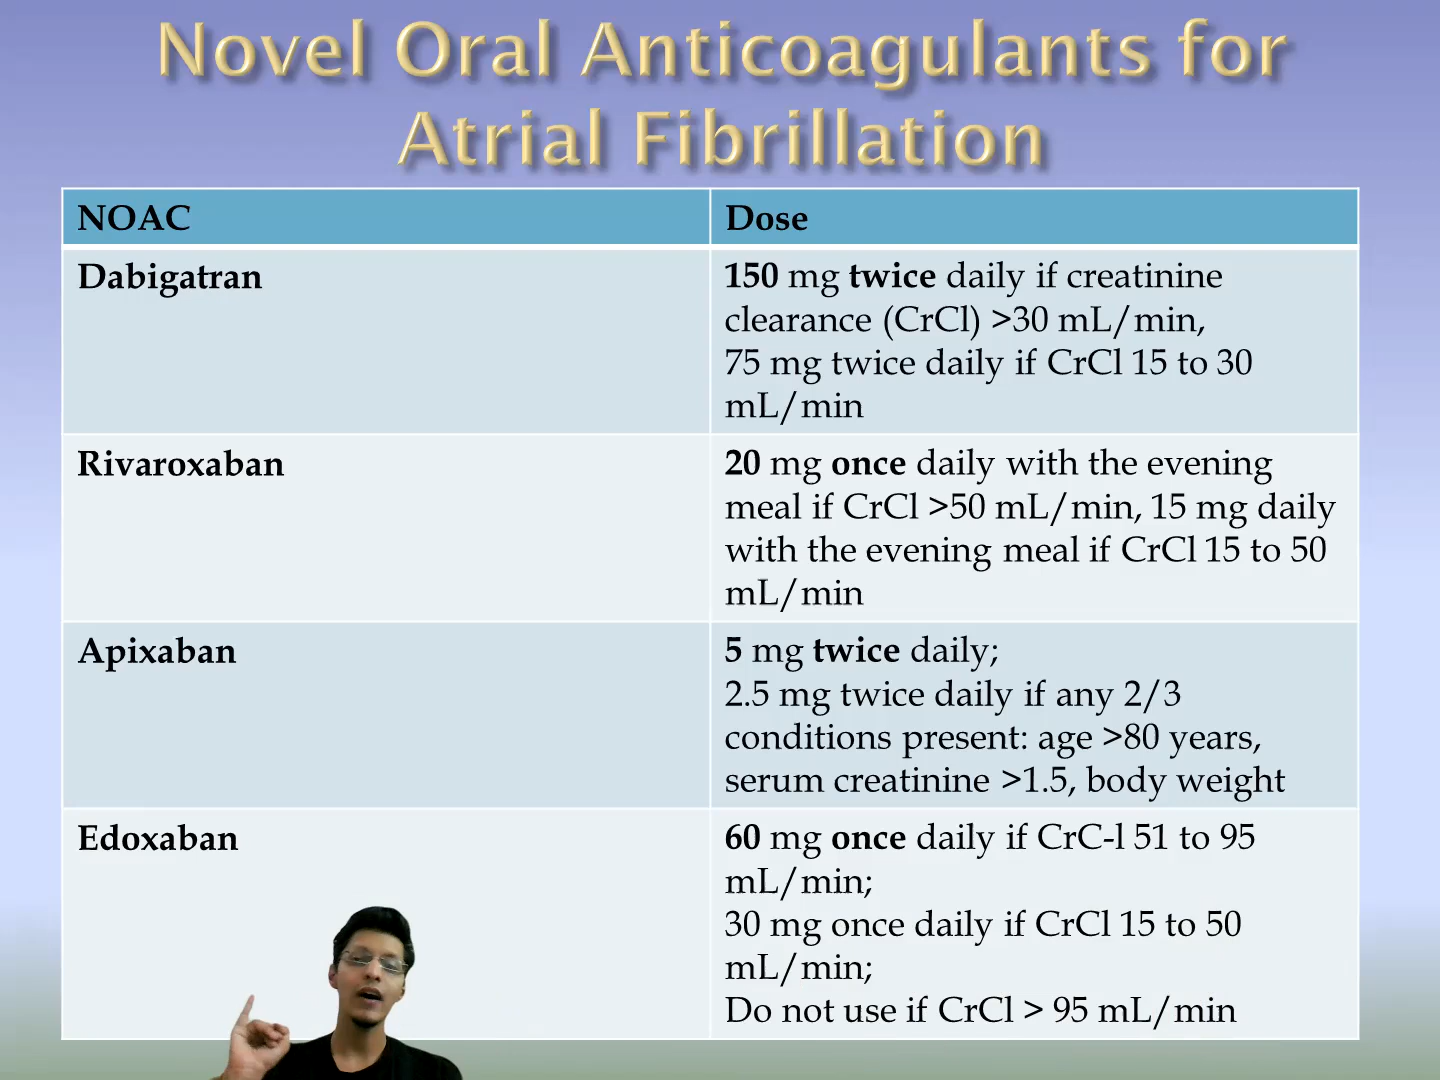 Novel Oral Anticoagulants for
Atrial Fibrillation
NOAC
Dose
Dabigatran
150 mg twice daily if creatinine
clearance (CrCl) >30 mL/min,
75 mg twice daily if CrCl 15 to 30
mL/min
Rivaroxaban
20 mg once daily with the evening
meal if CrCl >50 mL/min, 15 mg daily
with the evening meal if CrCl 15 to 50
mL/min
Apixaban
5 mg twice daily;
2.5 mg twice daily if any 2/3
conditions present: age >80 years,
serum creatinine >1.5, body weight
Edoxaban
60 mg once daily if CrC-l 51 to 95
mL/min;
30 mg once daily if CrCl 15 to 50
mL/min;
Do not use if CrCl > 95 mL/min